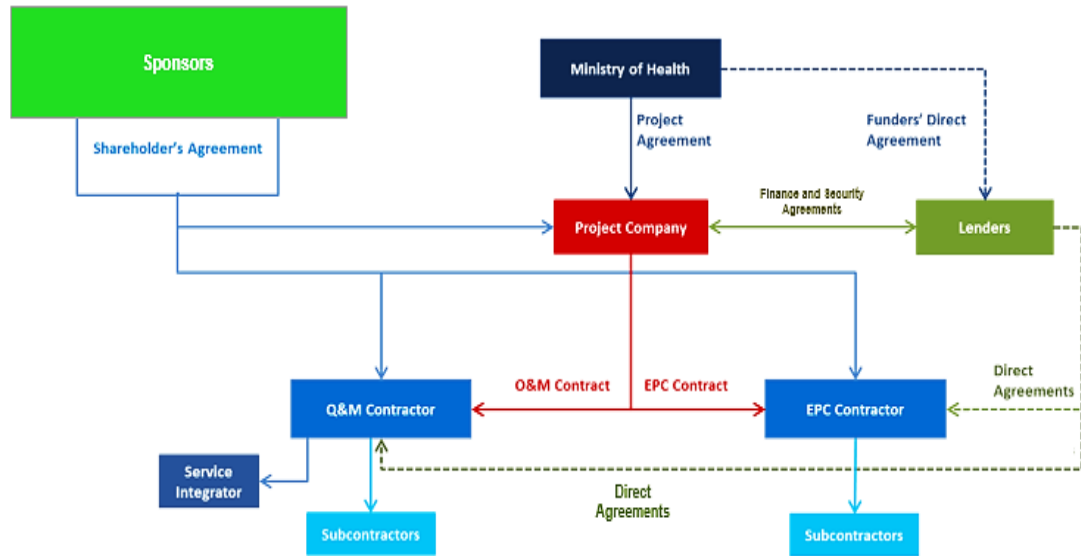 Sponsors
Ministry of Health
Shareholder's Agreement
Project
Agreement
Funders' Direct
Agreement
Finance and Security
Agreements
Project Company
Lenders
O&M Contract
EPC Contract
Direct
Agreements
Q&M Contractor
EPC Contractor
Service
Integrator
Direct
Agreements
Subcontractors
Subcontractors